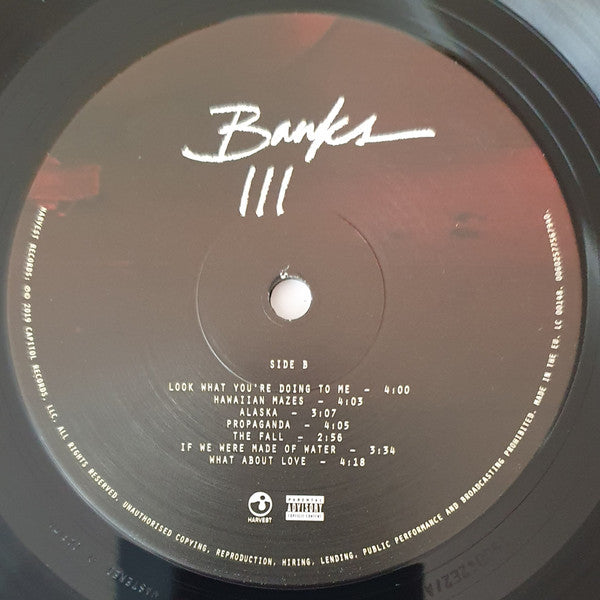 Banks
III
SIDE B
LOOK WHAT YOU'RE DOING TO ME – 4:00
HAWAIIAN MAZES – 4:03
ALASKA – 3:07
PROPAGANDA – 4:05
THE FALL – 2:56
IF WE WERE MADE OF WATER – 3:34
WHAT ABOUT LOVE – 4:18
HARVEST
PARENTAL
ADVISORY
EXPLICIT CONTENT
HARVEST RECORDS; ℗ © 2019 CAPITOL RECORDS, LLC. ALL RIGHTS RESERVED. UNAUTHORISED COPYING, REPRODUCTION, HIRING, LENDING, PUBLIC PERFORMANCE AND BROADCASTING PROHIBITED. MADE IN THE EU. LC 00248.